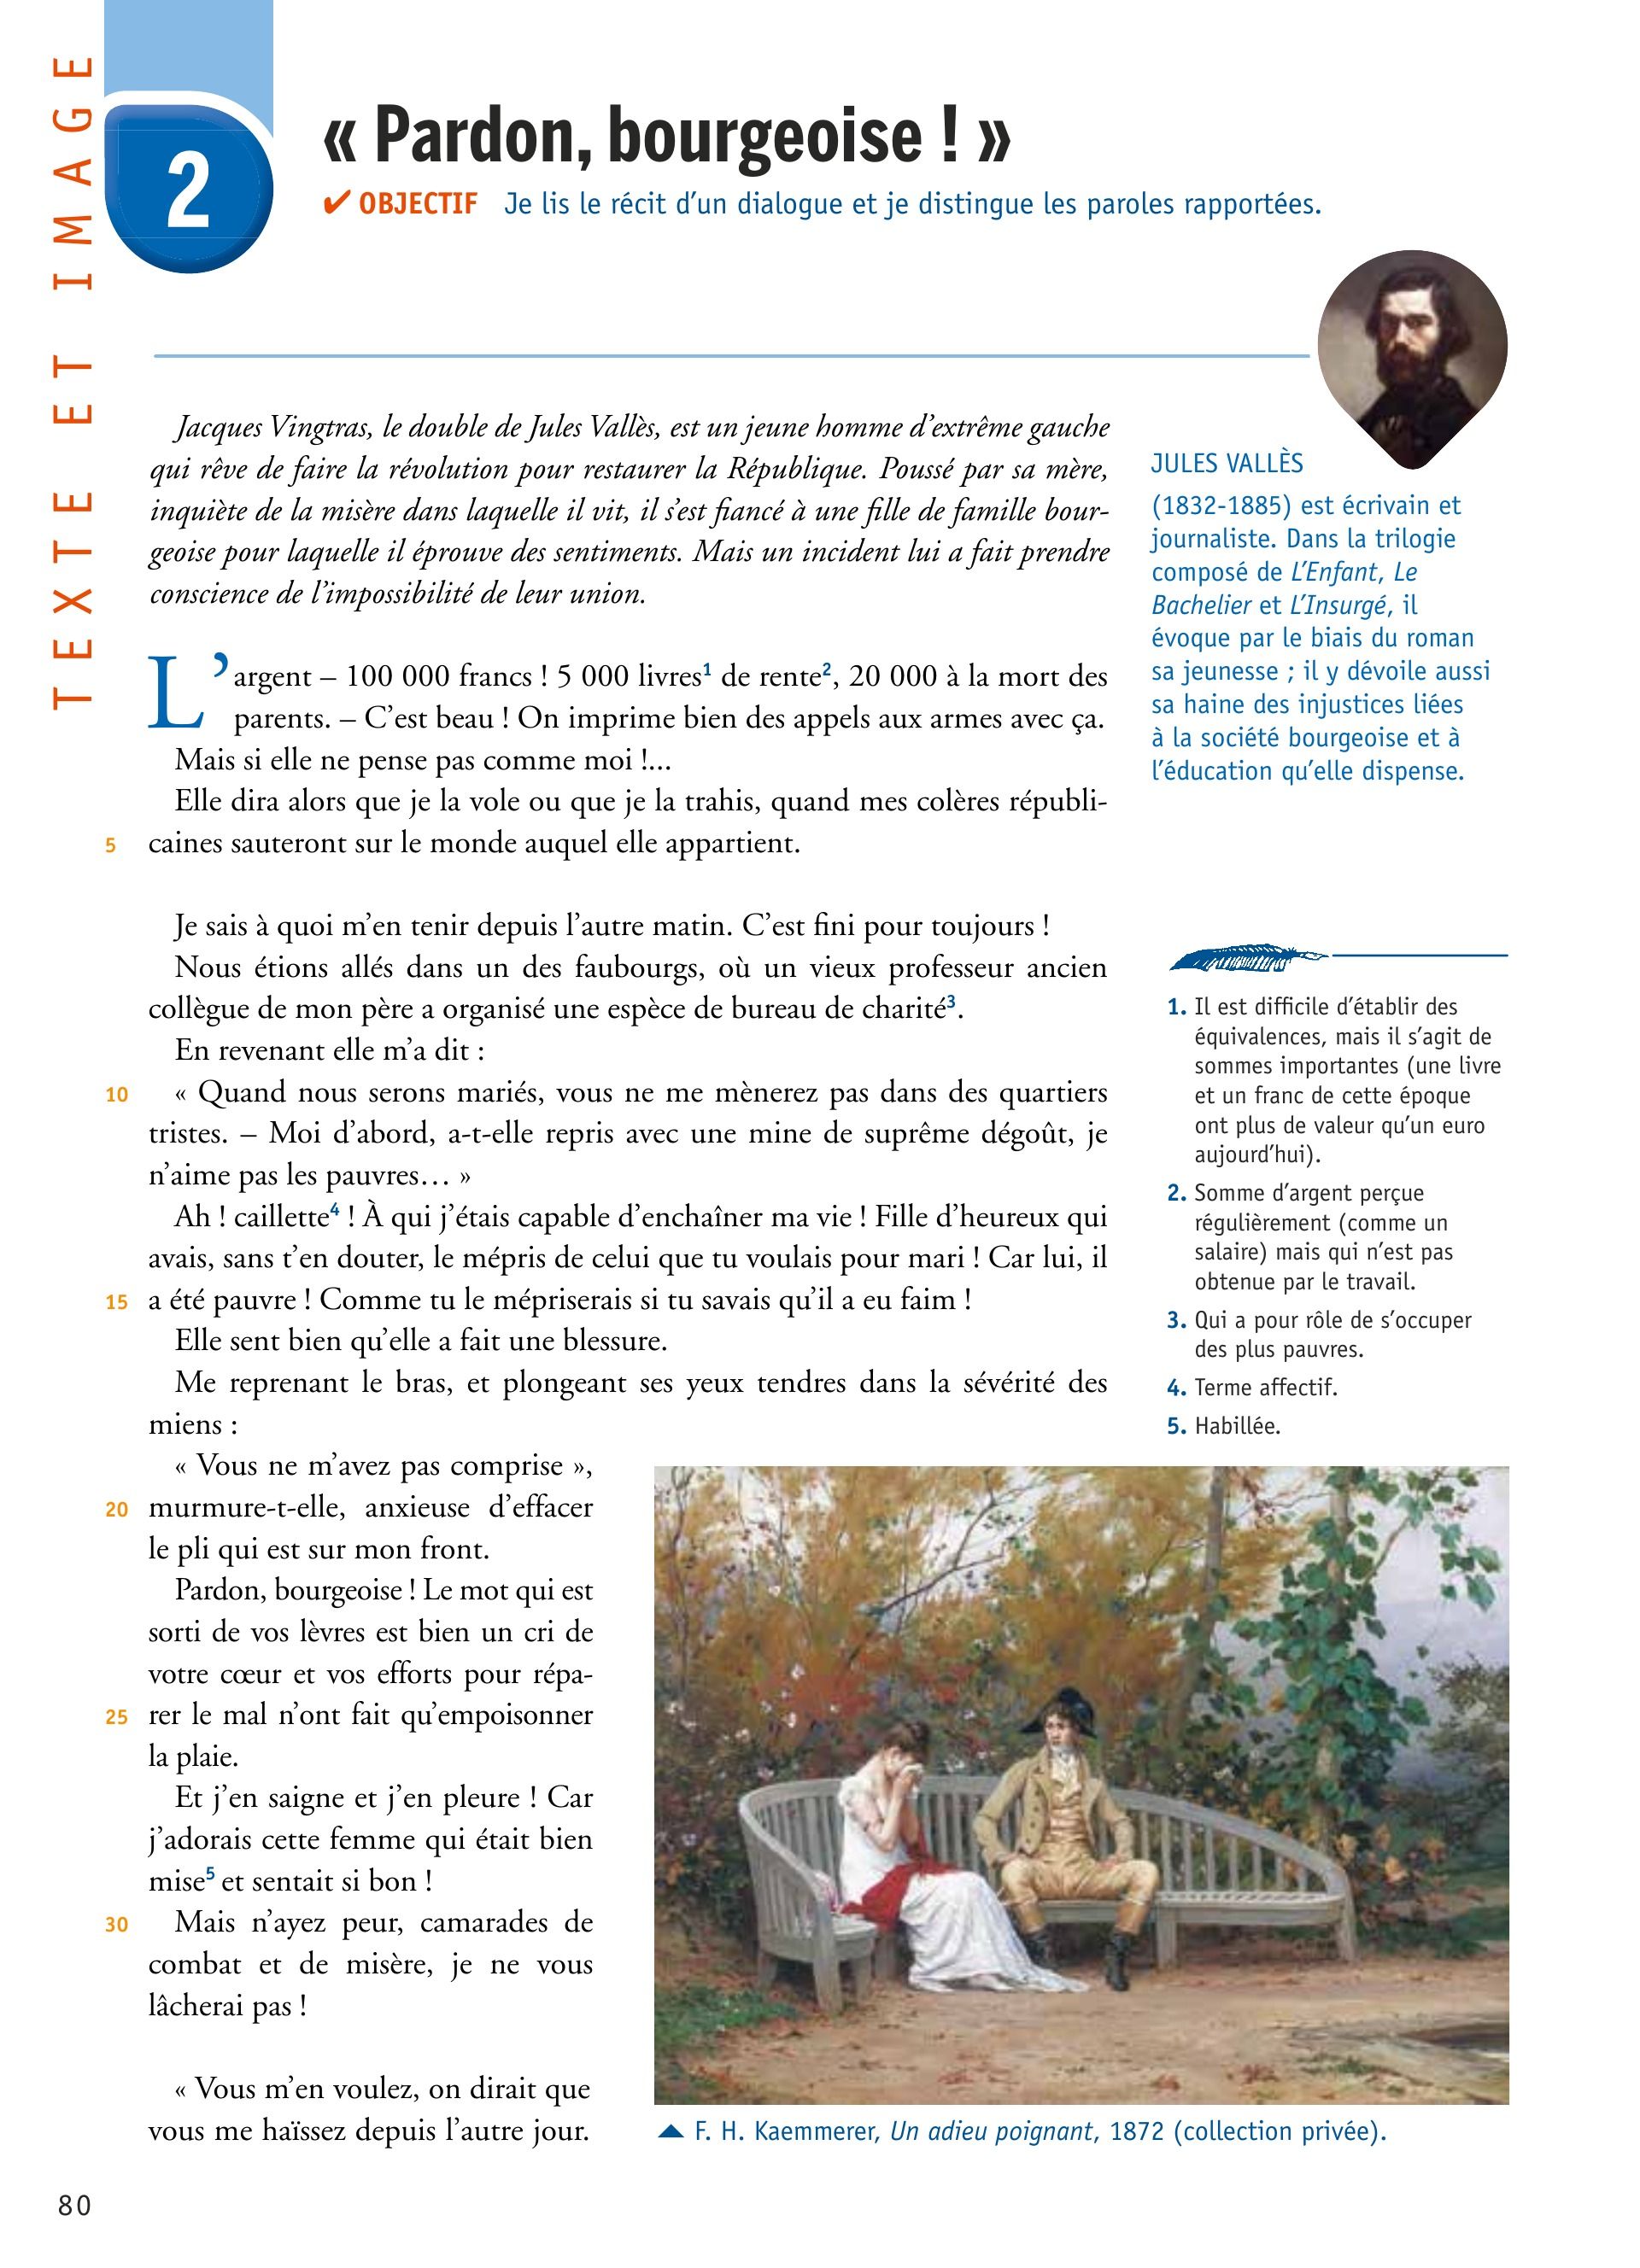 TEXTE ET IMAGE
2
« Pardon, bourgeoise ! »
✔ OBJECTIF Je lis le récit d’un dialogue et je distingue les paroles rapportées.
Jacques Vingtras, le double de Jules Vallès, est un jeune homme d’extrême gauche
qui rêve de faire la révolution pour restaurer la République. Poussé par sa mère,
inquiète de la misère dans laquelle il vit, il s’est fiancé à une fille de famille bour-
geoise pour laquelle il éprouve des sentiments. Mais un incident lui a fait prendre
conscience de l’impossibilité de leur union.
L’argent – 100 000 francs ! 5 000 livres1 de rente2, 20 000 à la mort des
parents. – C’est beau ! On imprime bien des appels aux armes avec ça.
Mais si elle ne pense pas comme moi !...
Elle dira alors que je la vole ou que je la trahis, quand mes colères républi-
5 caines sauteront sur le monde auquel elle appartient.
Je sais à quoi m’en tenir depuis l’autre matin. C’est fini pour toujours !
Nous étions allés dans un des faubourgs, où un vieux professeur ancien
collègue de mon père a organisé une espèce de bureau de charité3.
En revenant elle m’a dit :
10 « Quand nous serons mariés, vous ne me mènerez pas dans des quartiers
tristes. – Moi d’abord, a-t-elle repris avec une mine de suprême dégoût, je
n’aime pas les pauvres… »
Ah ! caillette4 ! À qui j’étais capable d’enchaîner ma vie ! Fille d’heureux qui
avais, sans t’en douter, le mépris de celui que tu voulais pour mari ! Car lui, il
15 a été pauvre ! Comme tu le mépriserais si tu savais qu’il a eu faim !
Elle sent bien qu’elle a fait une blessure.
Me reprenant le bras, et plongeant ses yeux tendres dans la sévérité des
miens :
« Vous ne m’avez pas comprise »,
20 murmure-t-elle, anxieuse d’effacer
le pli qui est sur mon front.
Pardon, bourgeoise ! Le mot qui est
sorti de vos lèvres est bien un cri de
votre cœur et vos efforts pour répa-
25 rer le mal n’ont fait qu’empoisonner
la plaie.
Et j’en saigne et j’en pleure ! Car
j’adorais cette femme qui était bien
mise5 et sentait si bon !
30 Mais n’ayez peur, camarades de
combat et de misère, je ne vous
lâcherai pas !
« Vous m’en voulez, on dirait que
vous me haïssez depuis l’autre jour.
JULES VALLÈS
(1832-1885) est écrivain et
journaliste. Dans la trilogie
composé de L’Enfant, Le
Bachelier et L’Insurgé, il
évoque par le biais du roman
sa jeunesse ; il y dévoile aussi
sa haine des injustices liées
à la société bourgeoise et à
l’éducation qu’elle dispense.
1. Il est difficile d’établir des
équivalences, mais il s’agit de
sommes importantes (une livre
et un franc de cette époque
ont plus de valeur qu’un euro
aujourd’hui).
2. Somme d’argent perçue
régulièrement (comme un
salaire) mais qui n’est pas
obtenue par le travail.
3. Qui a pour rôle de s’occuper
des plus pauvres.
4. Terme affectif.
5. Habillée.
F. H. Kaemmerer, Un adieu poignant, 1872 (collection privée).
80